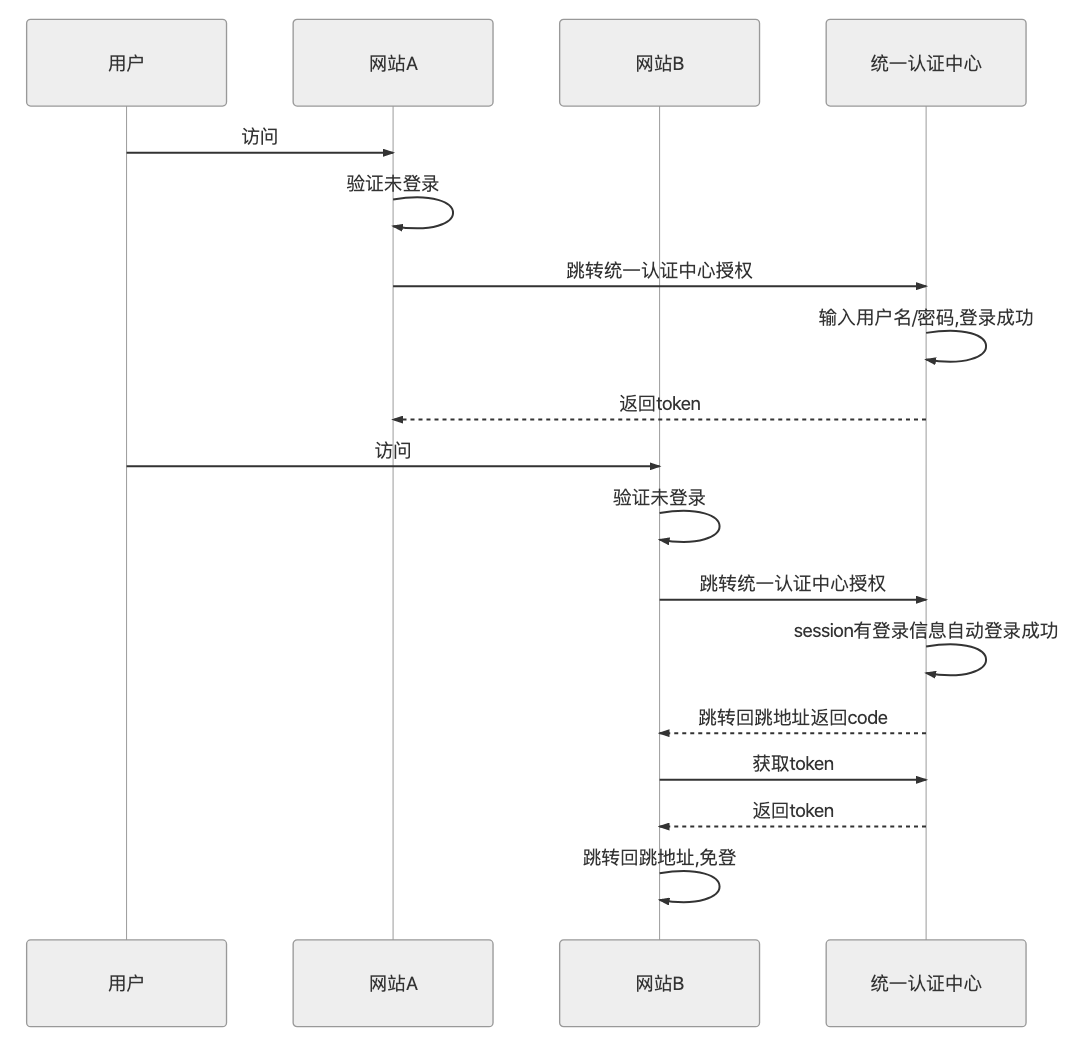 用户
网站A
网站B
统一认证中心
访问
验证未登录
跳转统一认证中心授权
输入用户名/密码,登录成功
返回token
访问
验证未登录
跳转统一认证中心授权
session有登录信息自动登录成功
跳转回跳地址返回code
获取token
返回token
跳转回跳地址,免登
用户
网站A
网站B
统一认证中心